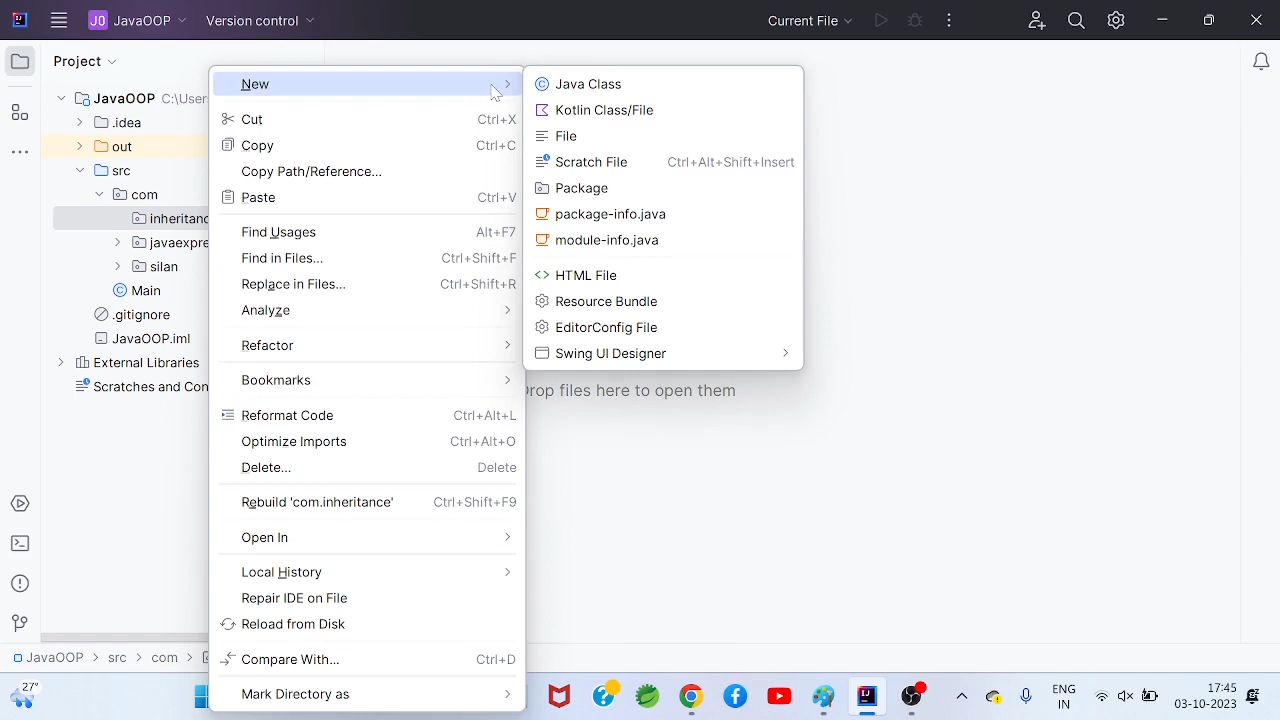 JO JavaOOP Version control Current File
Project
JavaOOP C:\User
.idea
out
src
com
inheritanc
javaexpre
silan
Main
.gitignore
JavaOOP.iml
External Libraries
Scratches and Con
New
Cut Ctrl+X
Copy Ctrl+C
Copy Path/Reference...
Paste Ctrl+V
Find Usages Alt+F7
Find in Files... Ctrl+Shift+F
Replace in Files... Ctrl+Shift+R
Analyze
Refactor
Bookmarks
Reformat Code Ctrl+Alt+L
Optimize Imports Ctrl+Alt+O
Delete... Delete
Rebuild 'com.inheritance' Ctrl+Shift+F9
Open In
Local History
Repair IDE on File
Reload from Disk
Compare With... Ctrl+D
Mark Directory as
Java Class
Kotlin Class/File
File
Scratch File Ctrl+Alt+Shift+Insert
Package
package-info.java
module-info.java
HTML File
Resource Bundle
EditorConfig File
Swing UI Designer
rop files here to open them
JavaOOP > src > com >
27°
ENG
IN
17:45
03-10-2023